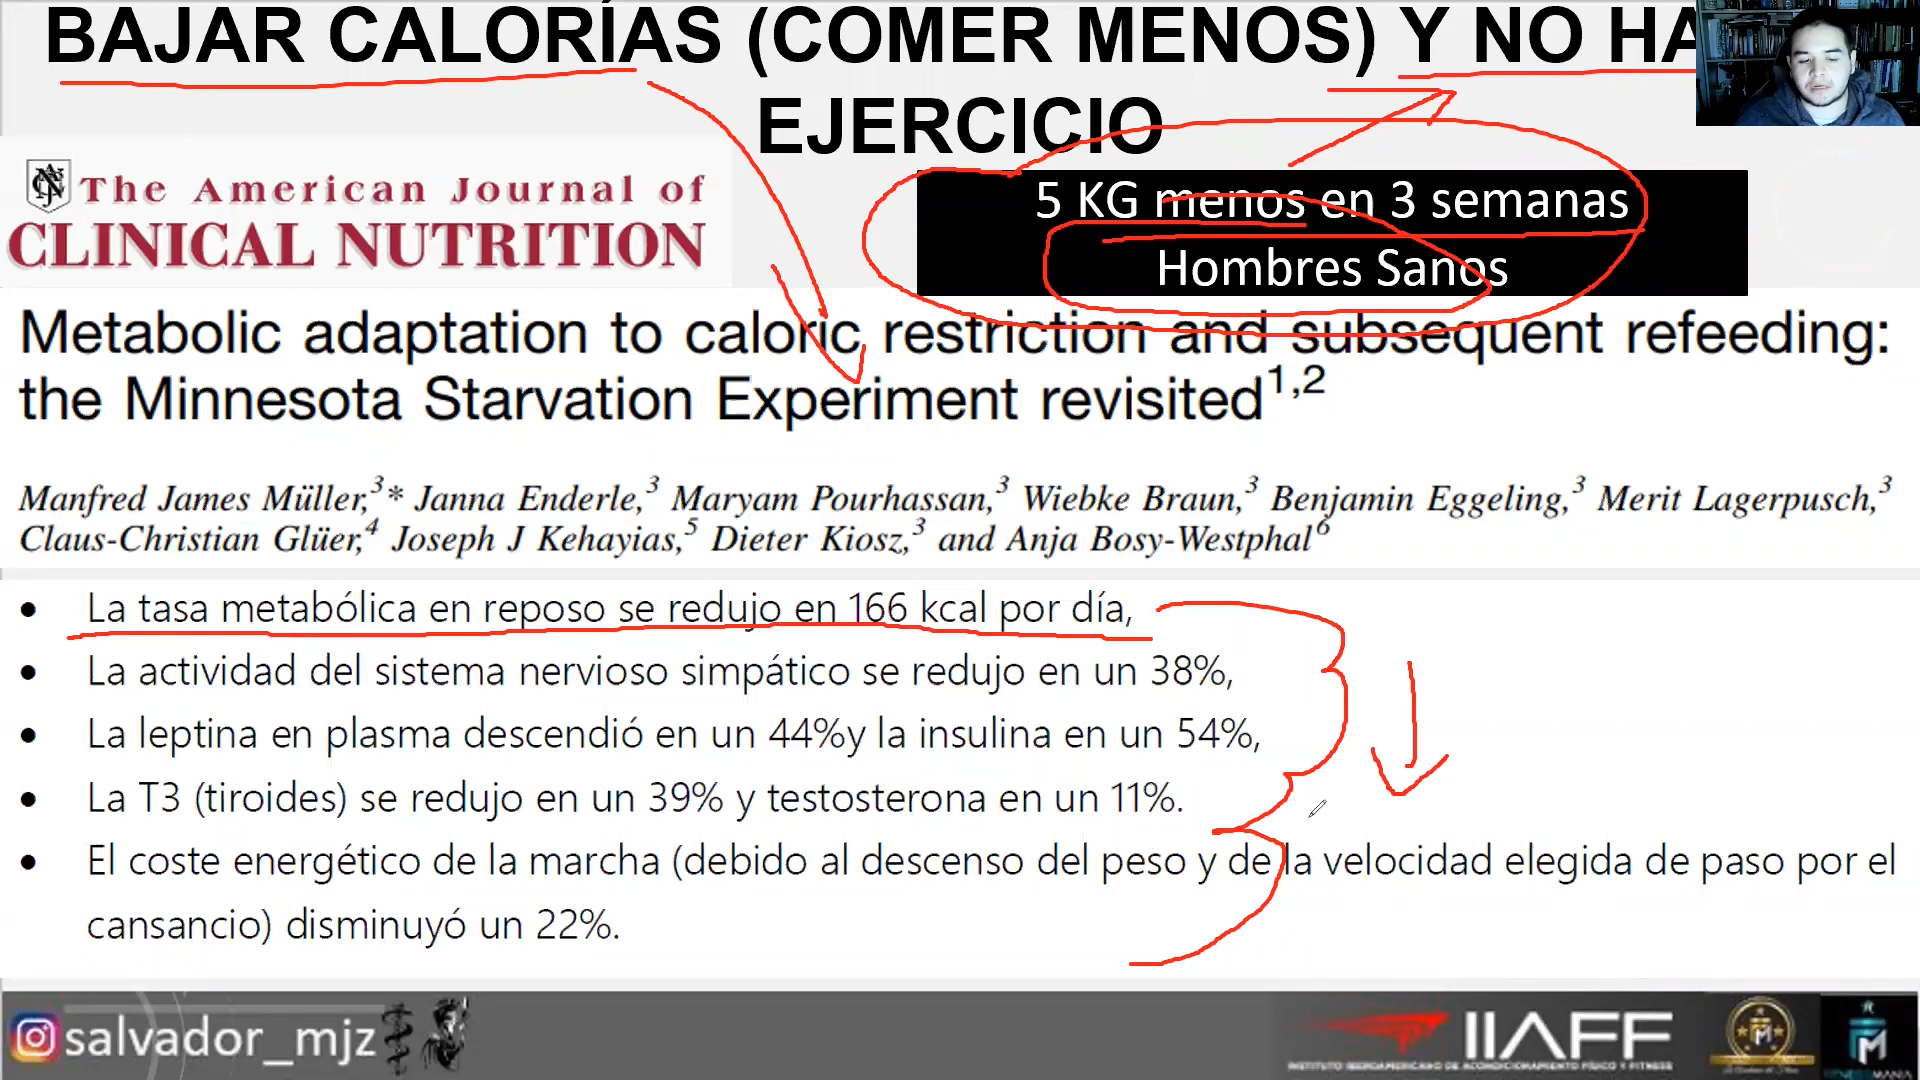 BAJAR CALORÍAS (COMER MENOS) Y NO HA
EJERCICIO
The American Journal of
CLINICAL NUTRITION
5 KG menos en 3 semanas
Hombres Sanos
Metabolic adaptation to caloric restriction and subsequent refeeding:
the Minnesota Starvation Experiment revisited1,2
Manfred James Müller,3* Janna Enderle,3 Maryam Pourhassan,3 Wiebke Braun,3 Benjamin Eggeling,3 Merit Lagerpusch,3
Claus-Christian Glüer,4 Joseph J Kehayias,5 Dieter Kiosz,3 and Anja Bosy-Westphal6
• La tasa metabólica en reposo se redujo en 166 kcal por día,
• La actividad del sistema nervioso simpático se redujo en un 38%,
• La leptina en plasma descendió en un 44%y la insulina en un 54%,
• La T3 (tiroides) se redujo en un 39% y testosterona en un 11%.
• El coste energético de la marcha (debido al descenso del peso y de la velocidad elegida de paso por el
cansancio) disminuyó un 22%.
salvador_mjz
IIAFF
INSTITUTO IBEROAMERICANO DE ACONDICIONAMIENTO FÍSICO Y FITNESS